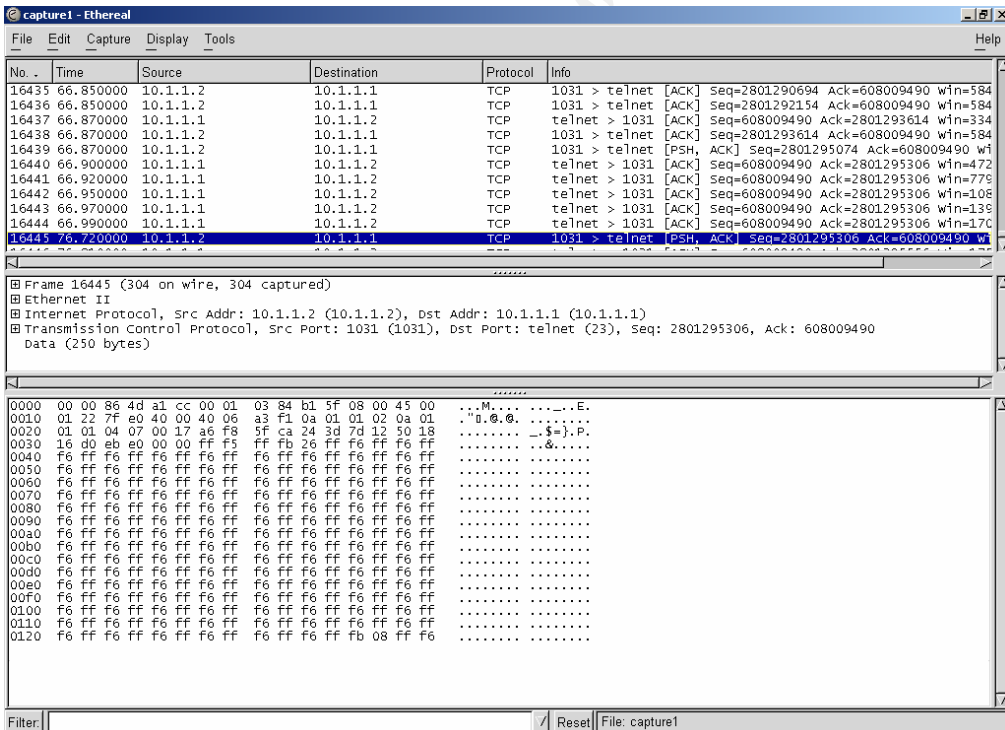 capture1 - Ethereal
File Edit Capture Display Tools Help
No. Time Source Destination Protocol Info
16435 66.850000 10.1.1.2 10.1.1.1 TCP 1031 > telnet [ACK] Seq=2801290694 Ack=608009490 Win=584
16436 66.850000 10.1.1.2 10.1.1.1 TCP 1031 > telnet [ACK] Seq=2801292154 Ack=608009490 Win=584
16437 66.870000 10.1.1.1 10.1.1.2 TCP telnet > 1031 [ACK] Seq=608009490 Ack=2801293614 Win=334
16438 66.870000 10.1.1.2 10.1.1.1 TCP 1031 > telnet [ACK] Seq=2801293614 Ack=608009490 Win=584
16439 66.870000 10.1.1.2 10.1.1.1 TCP 1031 > telnet [PSH, ACK] Seq=2801295074 Ack=608009490 Wi
16440 66.900000 10.1.1.1 10.1.1.2 TCP telnet > 1031 [ACK] Seq=608009490 Ack=2801295306 Win=472
16441 66.920000 10.1.1.1 10.1.1.2 TCP telnet > 1031 [ACK] Seq=608009490 Ack=2801295306 Win=779
16442 66.950000 10.1.1.1 10.1.1.2 TCP telnet > 1031 [ACK] Seq=608009490 Ack=2801295306 Win=108
16443 66.970000 10.1.1.1 10.1.1.2 TCP telnet > 1031 [ACK] Seq=608009490 Ack=2801295306 Win=139
16444 66.990000 10.1.1.1 10.1.1.2 TCP telnet > 1031 [ACK] Seq=608009490 Ack=2801295306 Win=170
16445 76.720000 10.1.1.2 10.1.1.1 TCP 1031 > telnet [PSH, ACK] Seq=2801295306 Ack=608009490 Wi
Frame 16445 (304 on wire, 304 captured)
Ethernet II
Internet Protocol, Src Addr: 10.1.1.2 (10.1.1.2), Dst Addr: 10.1.1.1 (10.1.1.1)
Transmission Control Protocol, Src Port: 1031 (1031), Dst Port: telnet (23), Seq: 2801295306, Ack: 608009490
Data (250 bytes)
0000 00 00 86 4d a1 cc 00 01 03 84 b1 5f 08 00 45 00 ...M.... ..._..E.
0010 01 22 7f e0 40 00 40 06 a3 f1 0a 01 01 02 0a 01 ."..@.@. ........
0020 01 01 04 07 00 17 a6 f8 5f ca 24 3d 7d 12 50 18 ........ _.$=}.P.
0030 16 d0 eb e0 00 00 ff f5 ff fb 26 ff f6 ff f6 ff ........ ..&.....
0040 f6 ff f6 ff f6 ff f6 ff f6 ff f6 ff f6 ff f6 ff ........ ........
0050 f6 ff f6 ff f6 ff f6 ff f6 ff f6 ff f6 ff f6 ff ........ ........
0060 f6 ff f6 ff f6 ff f6 ff f6 ff f6 ff f6 ff f6 ff ........ ........
0070 f6 ff f6 ff f6 ff f6 ff f6 ff f6 ff f6 ff f6 ff ........ ........
0080 f6 ff f6 ff f6 ff f6 ff f6 ff f6 ff f6 ff f6 ff ........ ........
0090 f6 ff f6 ff f6 ff f6 ff f6 ff f6 ff f6 ff f6 ff ........ ........
00a0 f6 ff f6 ff f6 ff f6 ff f6 ff f6 ff f6 ff f6 ff ........ ........
00b0 f6 ff f6 ff f6 ff f6 ff f6 ff f6 ff f6 ff f6 ff ........ ........
00c0 f6 ff f6 ff f6 ff f6 ff f6 ff f6 ff f6 ff f6 ff ........ ........
00d0 f6 ff f6 ff f6 ff f6 ff f6 ff f6 ff f6 ff f6 ff ........ ........
00e0 f6 ff f6 ff f6 ff f6 ff f6 ff f6 ff f6 ff f6 ff ........ ........
00f0 f6 ff f6 ff f6 ff f6 ff f6 ff f6 ff f6 ff f6 ff ........ ........
0100 f6 ff f6 ff f6 ff f6 ff f6 ff f6 ff f6 ff f6 ff ........ ........
0110 f6 ff f6 ff f6 ff f6 ff f6 ff f6 ff f6 ff f6 ff ........ ........
0120 f6 ff f6 ff f6 ff f6 ff f6 ff f6 ff fb 08 ff f6 ........ ........
Filter: Reset File: capture1